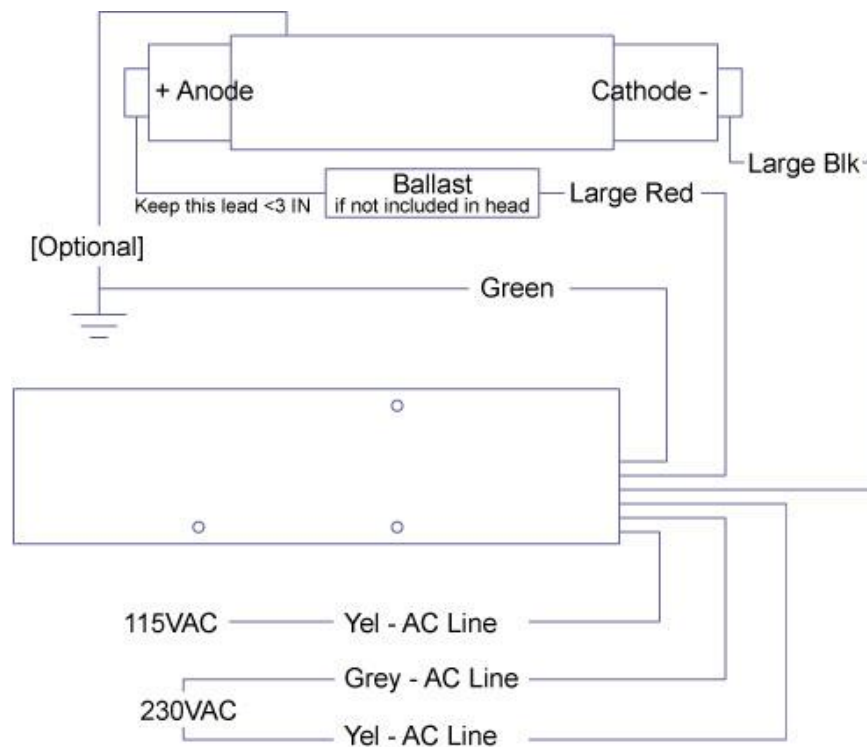 + Anode
Cathode -
Large Blk
Ballast
if not included in head
Large Red
Keep this lead <3 IN
[Optional]
Green
115VAC
Yel - AC Line
Grey - AC Line
230VAC
Yel - AC Line